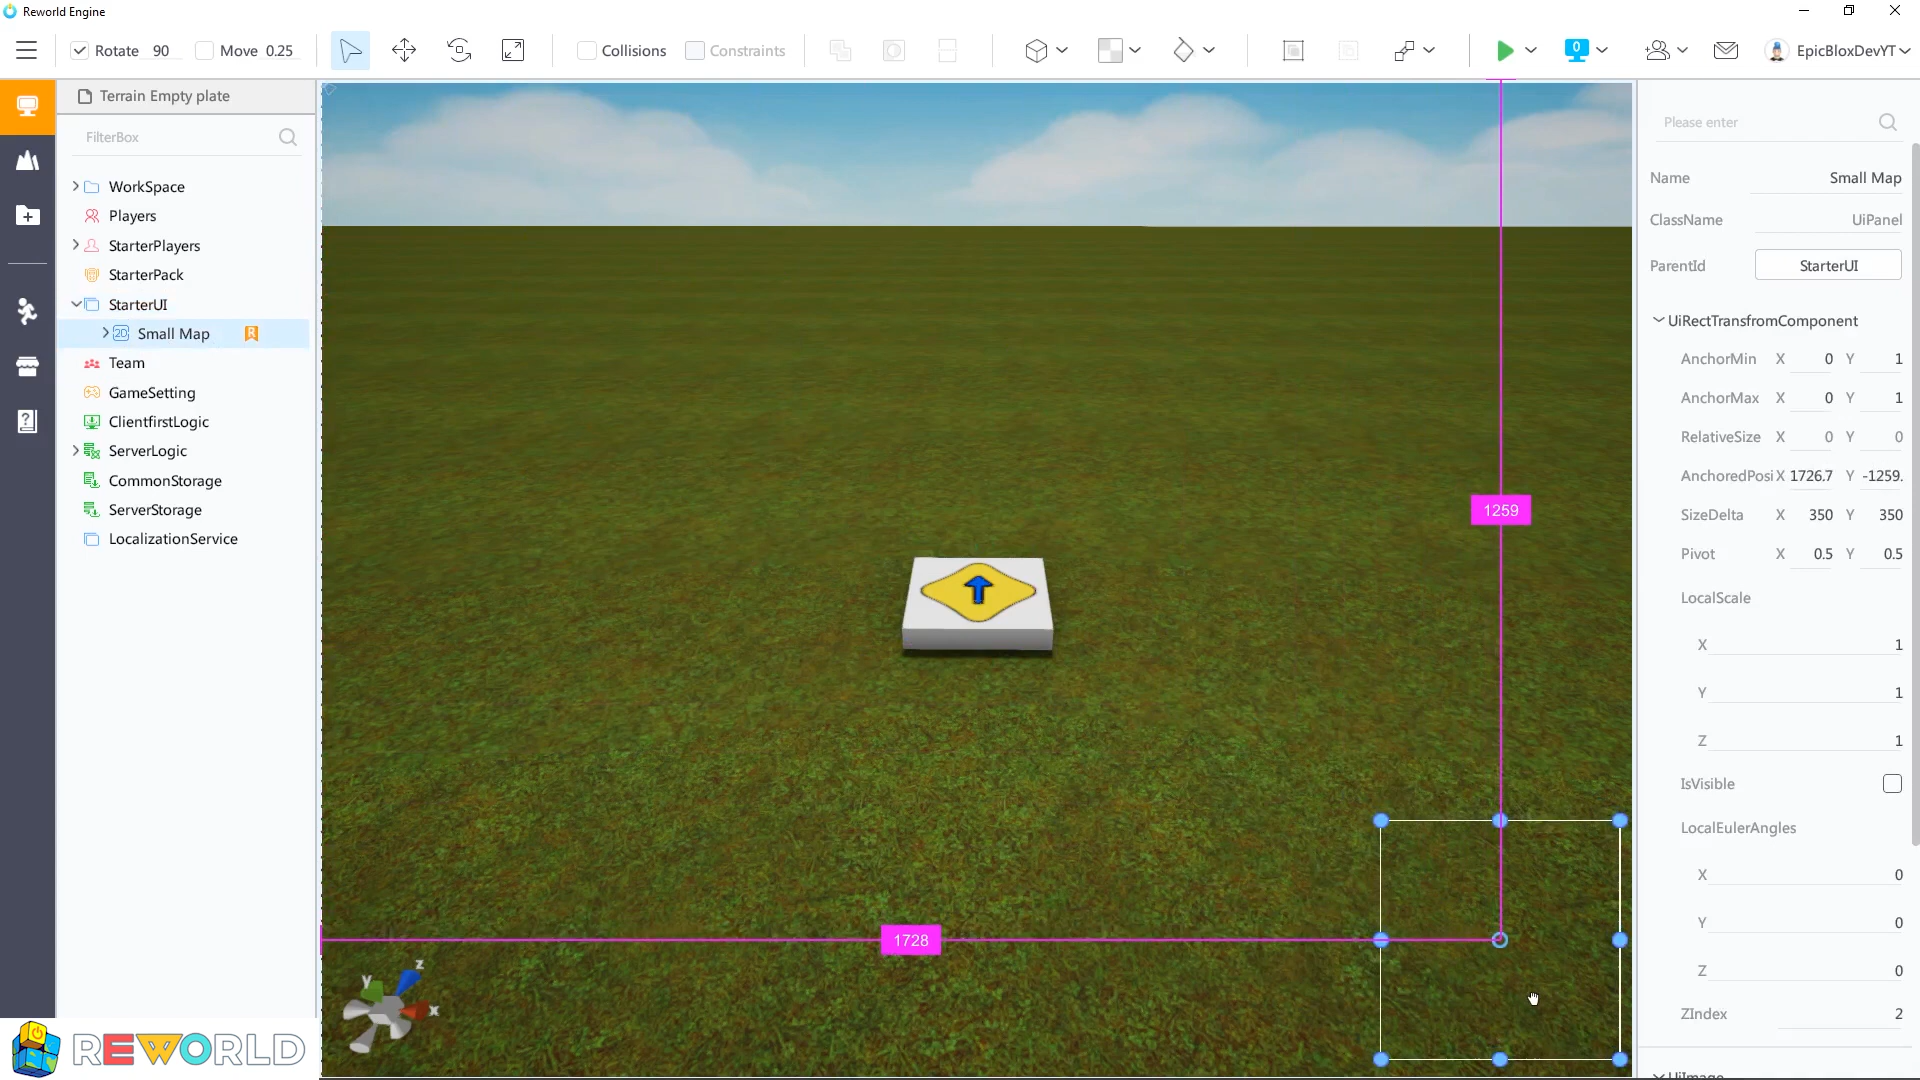 Reworld Engine
Rotate 90 Move 0.25 Collisions Constraints 0 EpicBloxDevYT
Terrain Empty plate
FilterBox
WorkSpace
Players
StarterPlayers
StarterPack
StarterUI
2D Small Map R
Team
GameSetting
ClientfirstLogic
ServerLogic
CommonStorage
ServerStorage
LocalizationService
REWORLD
1259
1728
z
y
x
Please enter
Name Small Map
ClassName UiPanel
ParentId StarterUI
UiRectTransfromComponent
AnchorMin X 0 Y 1
AnchorMax X 0 Y 1
RelativeSize X 0 Y 0
AnchoredPosi X 1726.7 Y -1259.
SizeDelta X 350 Y 350
Pivot X 0.5 Y 0.5
LocalScale
X 1
Y 1
Z 1
IsVisible
LocalEulerAngles
X 0
Y 0
Z 0
ZIndex 2
UiImage